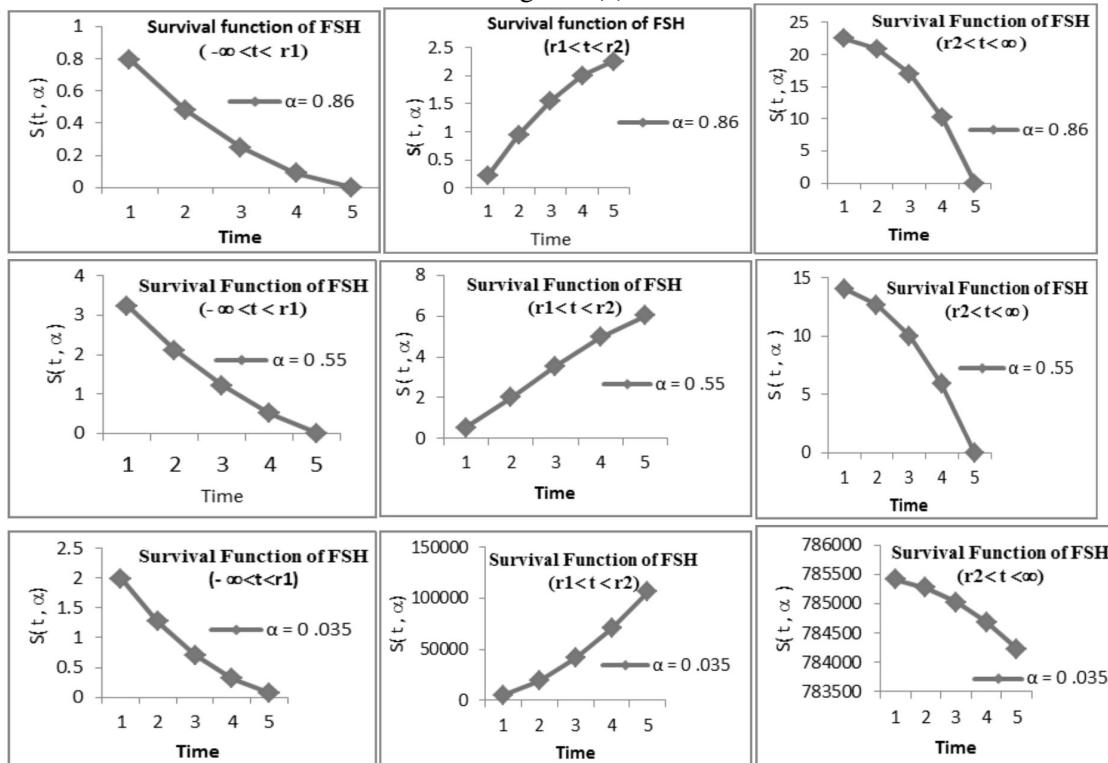 Survival function of FSH
( -∞ <t< r1)
S( t , α)
1
0.8
0.6
0.4
0.2
0
α= 0 .86
1 2 3 4 5
Time
Survival function of FSH
(r1< t < r2)
S( t , α)
2.5
2
1.5
1
0.5
0
α= 0 .86
1 2 3 4 5
Time
Survival Function of FSH
(r2< t<∞)
S( t , α )
25
20
15
10
5
0
α= 0 .86
1 2 3 4 5
Time
Survival Function of FSH
(- ∞ <t < r1)
S( t , α)
4
3
2
1
0
α = 0 .55
1 2 3 4 5
Time
Survival Function of FSH
(r1< t < r2)
S( t , α)
8
6
4
2
0
α = 0 .55
1 2 3 4 5
Time
Survival Function of FSH
(r2< t<∞)
S( t , α )
15
10
5
0
α = 0 .55
1 2 3 4 5
Time
Survival Function of FSH
(- ∞<t<r1)
S( t , α)
2.5
2
1.5
1
0.5
0
α = 0 .035
1 2 3 4 5
Time
Survival Function of FSH
(r1< t < r2)
S( t , α)
150000
100000
50000
0
α = 0 .035
1 2 3 4 5
Time
Survival Function of FSH
(r2< t <∞)
S( t , α )
786000
785500
785000
784500
784000
783500
α = 0 .035
1 2 3 4 5
Time